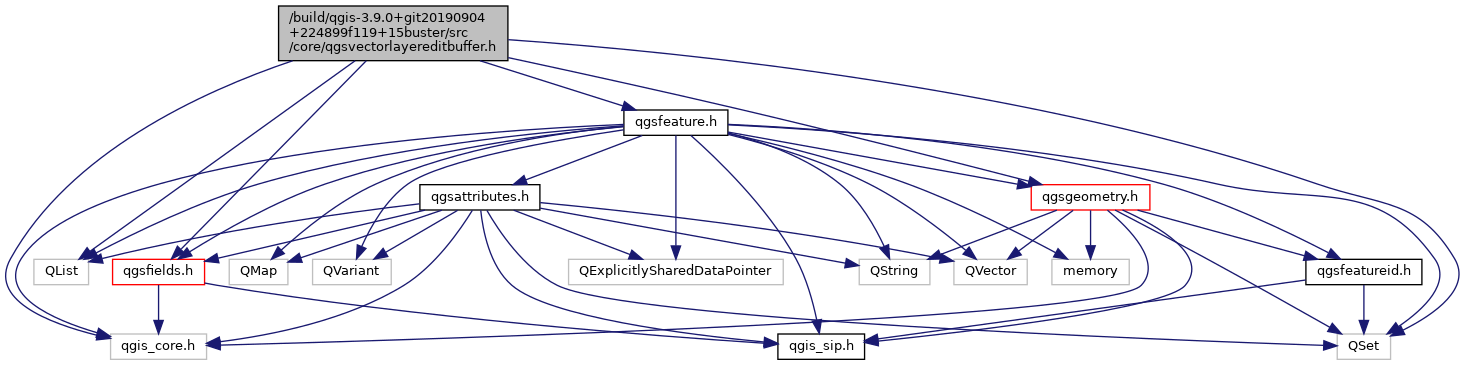 /build/qgis-3.9.0+git20190904
+224899f119+15buster/src
/core/qgsvectorlayereditbuffer.h
qgsfeature.h
qgsattributes.h
qgsgeometry.h
QList
qgsfields.h
QMap
QVariant
QExplicitlySharedDataPointer
QString
QVector
memory
qgsfeatureid.h
qgis_core.h
qgis_sip.h
QSet